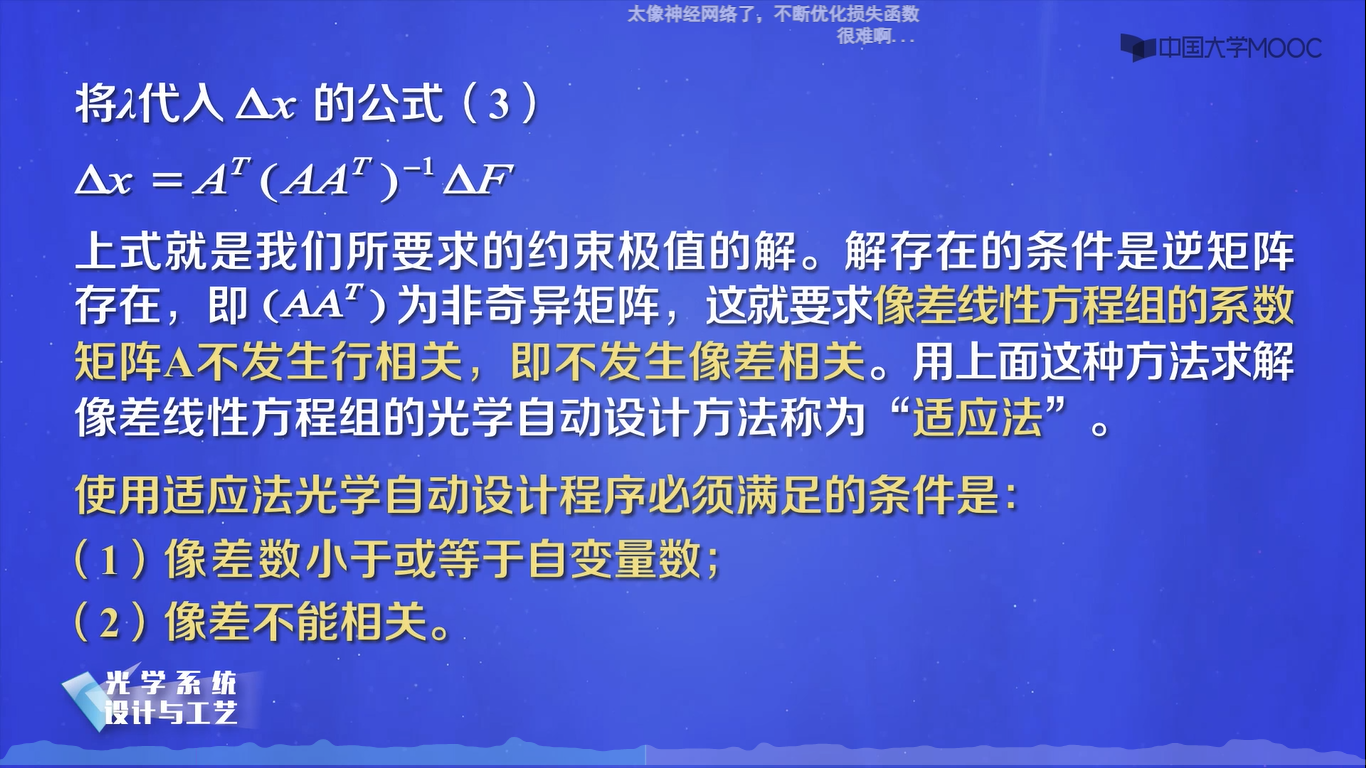 太像神经网络了，不断优化损失函数
很难啊...
中国大学MOOC
将λ代入 Δx 的公式（3）
Δx = Aᵀ(AAᵀ)⁻¹ΔF
上式就是我们所要求的约束极值的解。解存在的条件是逆矩阵
存在，即 (AAᵀ) 为非奇异矩阵，这就要求像差线性方程组的系数
矩阵A不发生行相关，即不发生像差相关。用上面这种方法求解
像差线性方程组的光学自动设计方法称为“适应法”。
使用适应法光学自动设计程序必须满足的条件是：
（1）像差数小于或等于自变量数；
（2）像差不能相关。
光学系统
设计与工艺